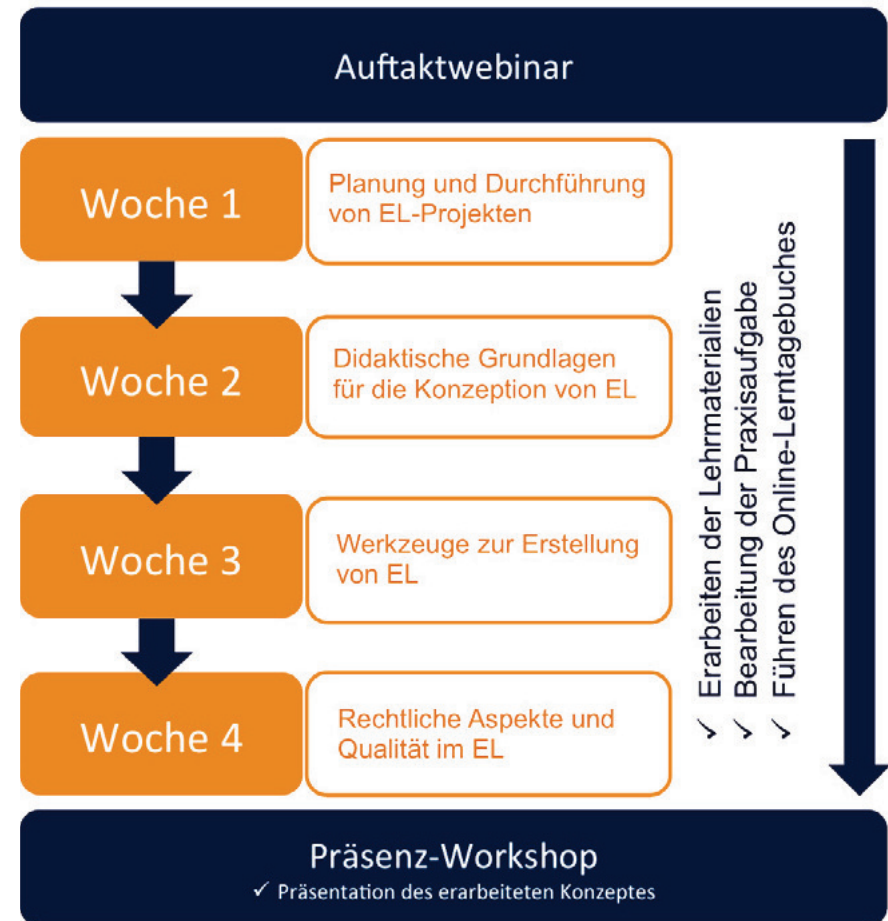 Auftaktwebinar
Woche 1
Planung und Durchführung
von EL-Projekten
Woche 2
Didaktische Grundlagen
für die Konzeption von EL
Woche 3
Werkzeuge zur Erstellung
von EL
Woche 4
Rechtliche Aspekte und
Qualität im EL
✓ Erarbeiten der Lehrmaterialien
✓ Bearbeitung der Praxisaufgabe
✓ Führen des Online-Lerntagebuches
Präsenz-Workshop
✓ Präsentation des erarbeiteten Konzeptes